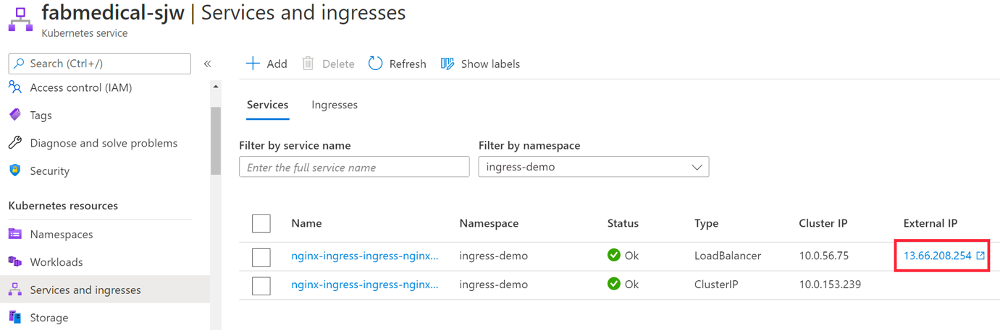 fabmedical-sjw | Services and ingresses
Kubernetes service
Search (Ctrl+/)
«
Access control (IAM)
Tags
Diagnose and solve problems
Security
Kubernetes resources
Namespaces
Workloads
Services and ingresses
Storage
Add Delete Refresh Show labels
Services Ingresses
Filter by service name Filter by namespace
Enter the full service name ingress-demo
Name Namespace Status Type Cluster IP External IP
nginx-ingress-ingress-nginx... ingress-demo Ok LoadBalancer 10.0.56.75 13.66.208.254
nginx-ingress-ingress-nginx... ingress-demo Ok ClusterIP 10.0.153.239